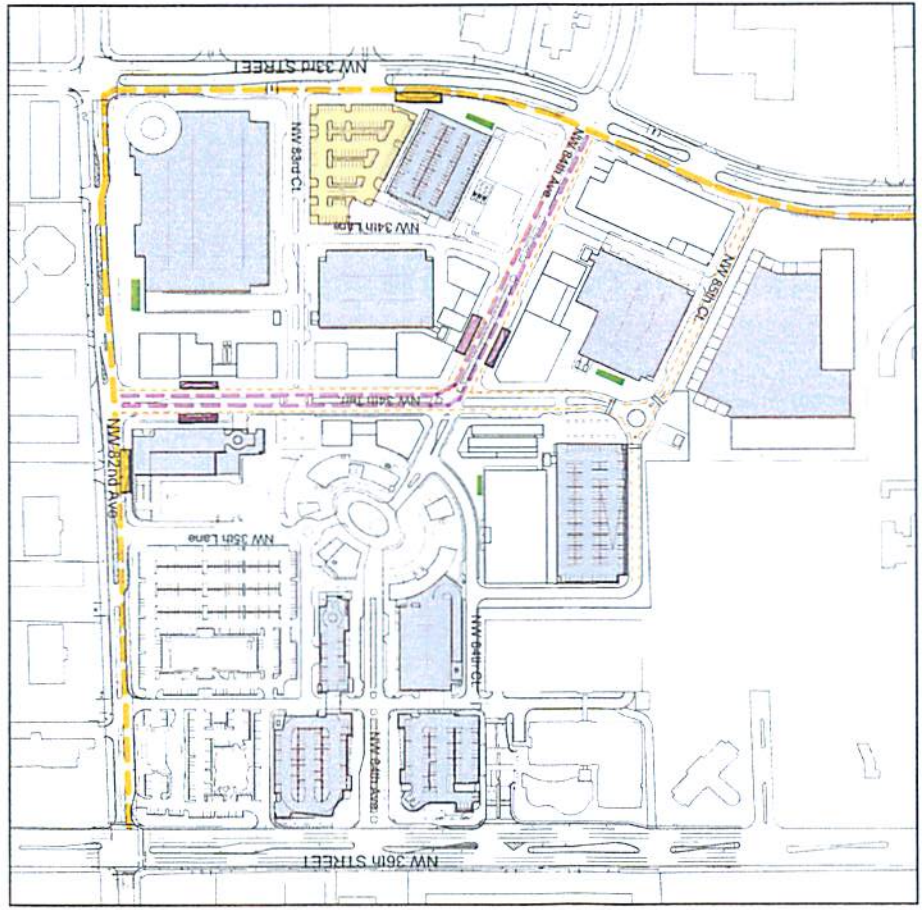 NW 33rd STREET
NW 83rd Ct.
NW 84th Ave
NW 34th Lane
NW 85th Ct.
NW 34th Terr
NW 82nd Ave
NW 35th Lane
NW 84th Ct.
NW 84th Ave.
NW 36th STREET